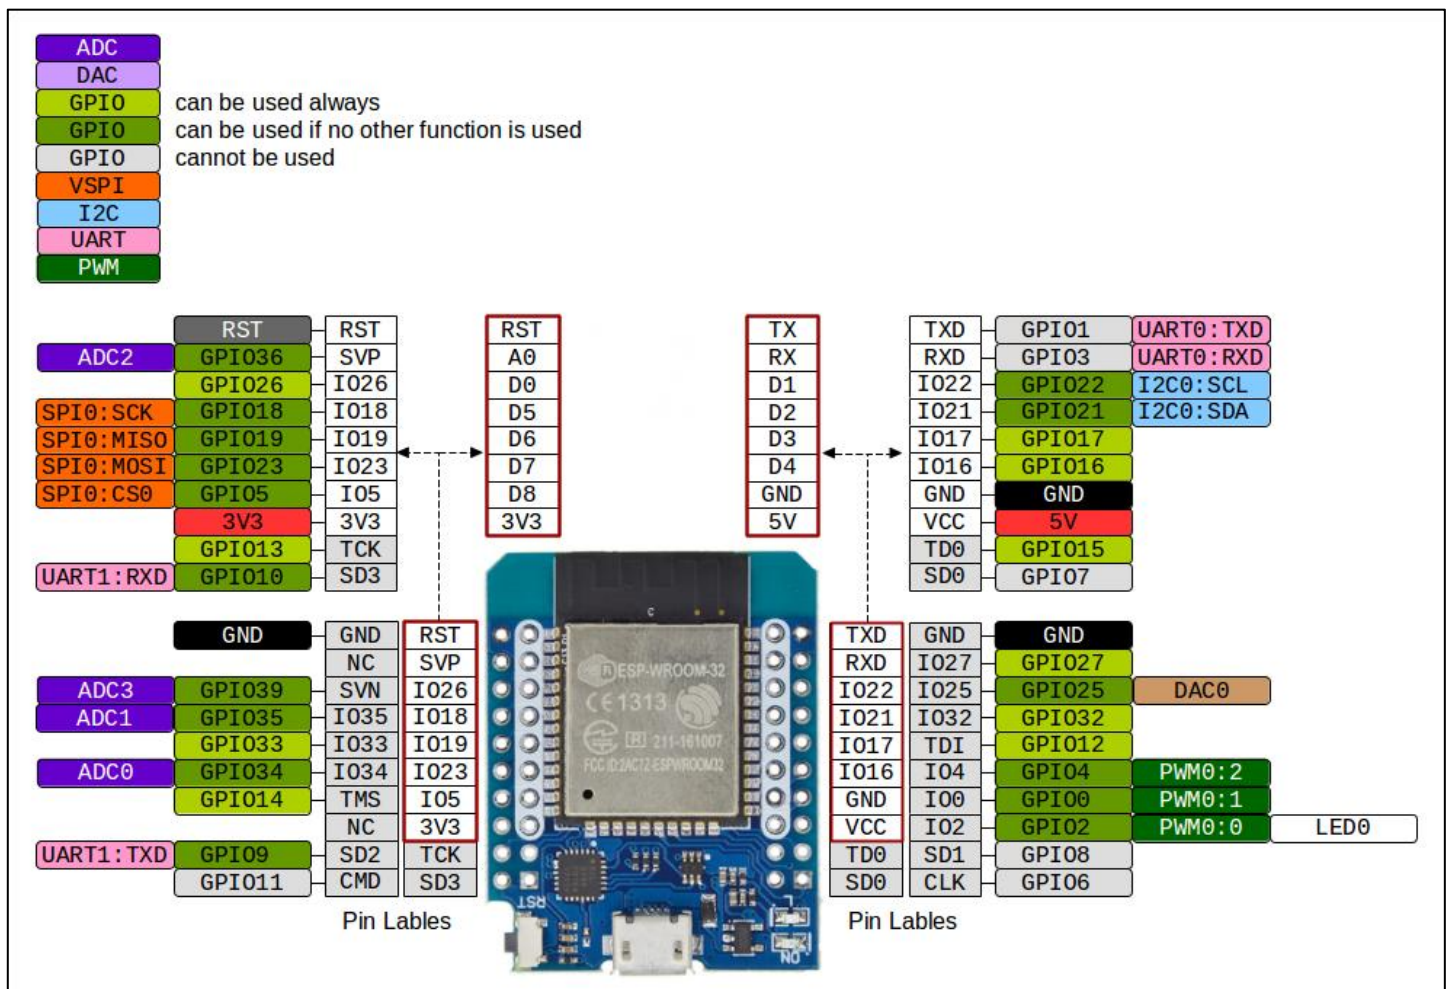 ADC
DAC
GPIO can be used always
GPIO can be used if no other function is used
GPIO cannot be used
VSPI
I2C
UART
PWM
RST RST RST TX TXD GPIO1 UART0:TXD
ADC2 GPIO36 SVP A0 RX RXD GPIO3 UART0:RXD
GPIO26 IO26 D0 D1 IO22 GPIO22 I2C0:SCL
SPI0:SCK GPIO18 IO18 D5 D2 IO21 GPIO21 I2C0:SDA
SPI0:MISO GPIO19 IO19 D6 D3 IO17 GPIO17
SPI0:MOSI GPIO23 IO23 D7 D4 IO16 GPIO16
SPI0:CS0 GPIO5 IO5 D8 GND GND GND
3V3 3V3 3V3 5V VCC 5V
GPIO13 TCK TD0 GPIO15
UART1:RXD GPIO10 SD3 SD0 GPIO7
GND GND RST TXD GND GND
NC SVP RXD IO27 GPIO27
ADC3 GPIO39 SVN IO26 IO22 IO25 GPIO25 DAC0
ADC1 GPIO35 IO35 IO18 IO21 IO32 GPIO32
GPIO33 IO33 IO19 IO17 TDI GPIO12
ADC0 GPIO34 IO34 IO23 IO16 IO4 GPIO4 PWM0:2
GPIO14 TMS IO5 GND IO0 GPIO0 PWM0:1
NC 3V3 VCC IO2 GPIO2 PWM0:0 LED0
UART1:TXD GPIO9 SD2 TCK TD0 SD1 GPIO8
GPIO11 CMD SD3 SD0 CLK GPIO6
ESP-WROOM-32
CE1313
R 211-161007
FCC ID:2AC7Z-ESPWROOM32
RST
L
ON
Pin Lables Pin Lables